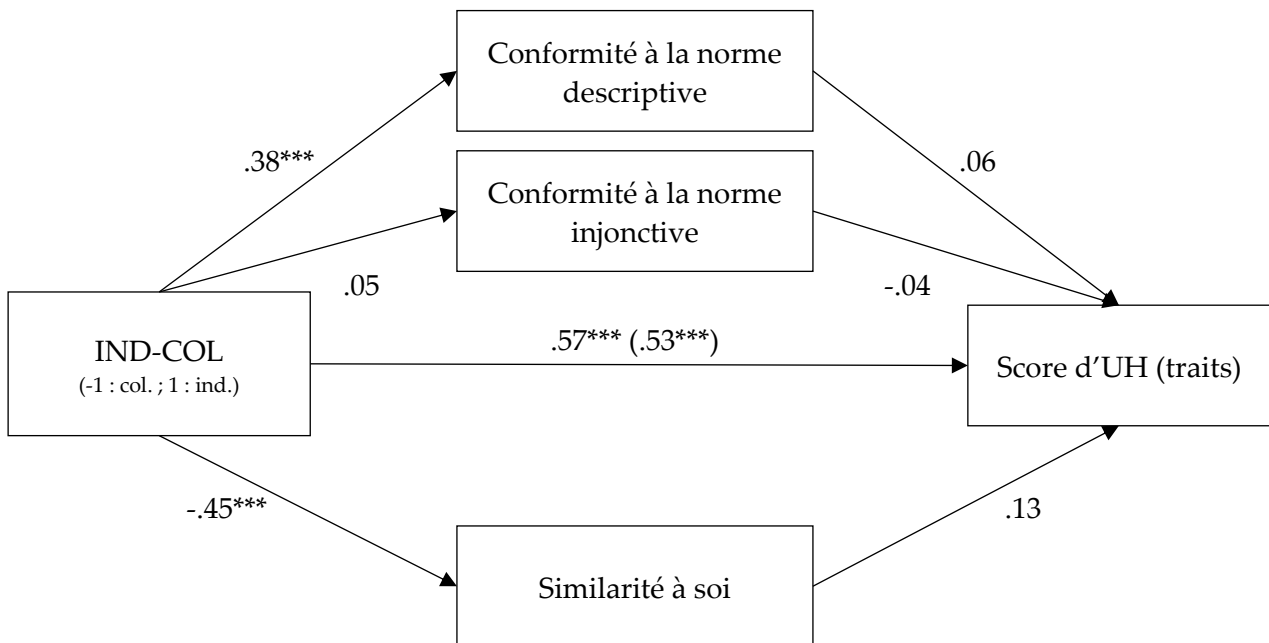 Conformité à la norme
descriptive
.38***
.06
Conformité à la norme
injonctive
.05
-.04
IND-COL
(-1 : col. ; 1 : ind.)
.57*** (.53***)
Score d’UH (traits)
-.45***
.13
Similarité à soi